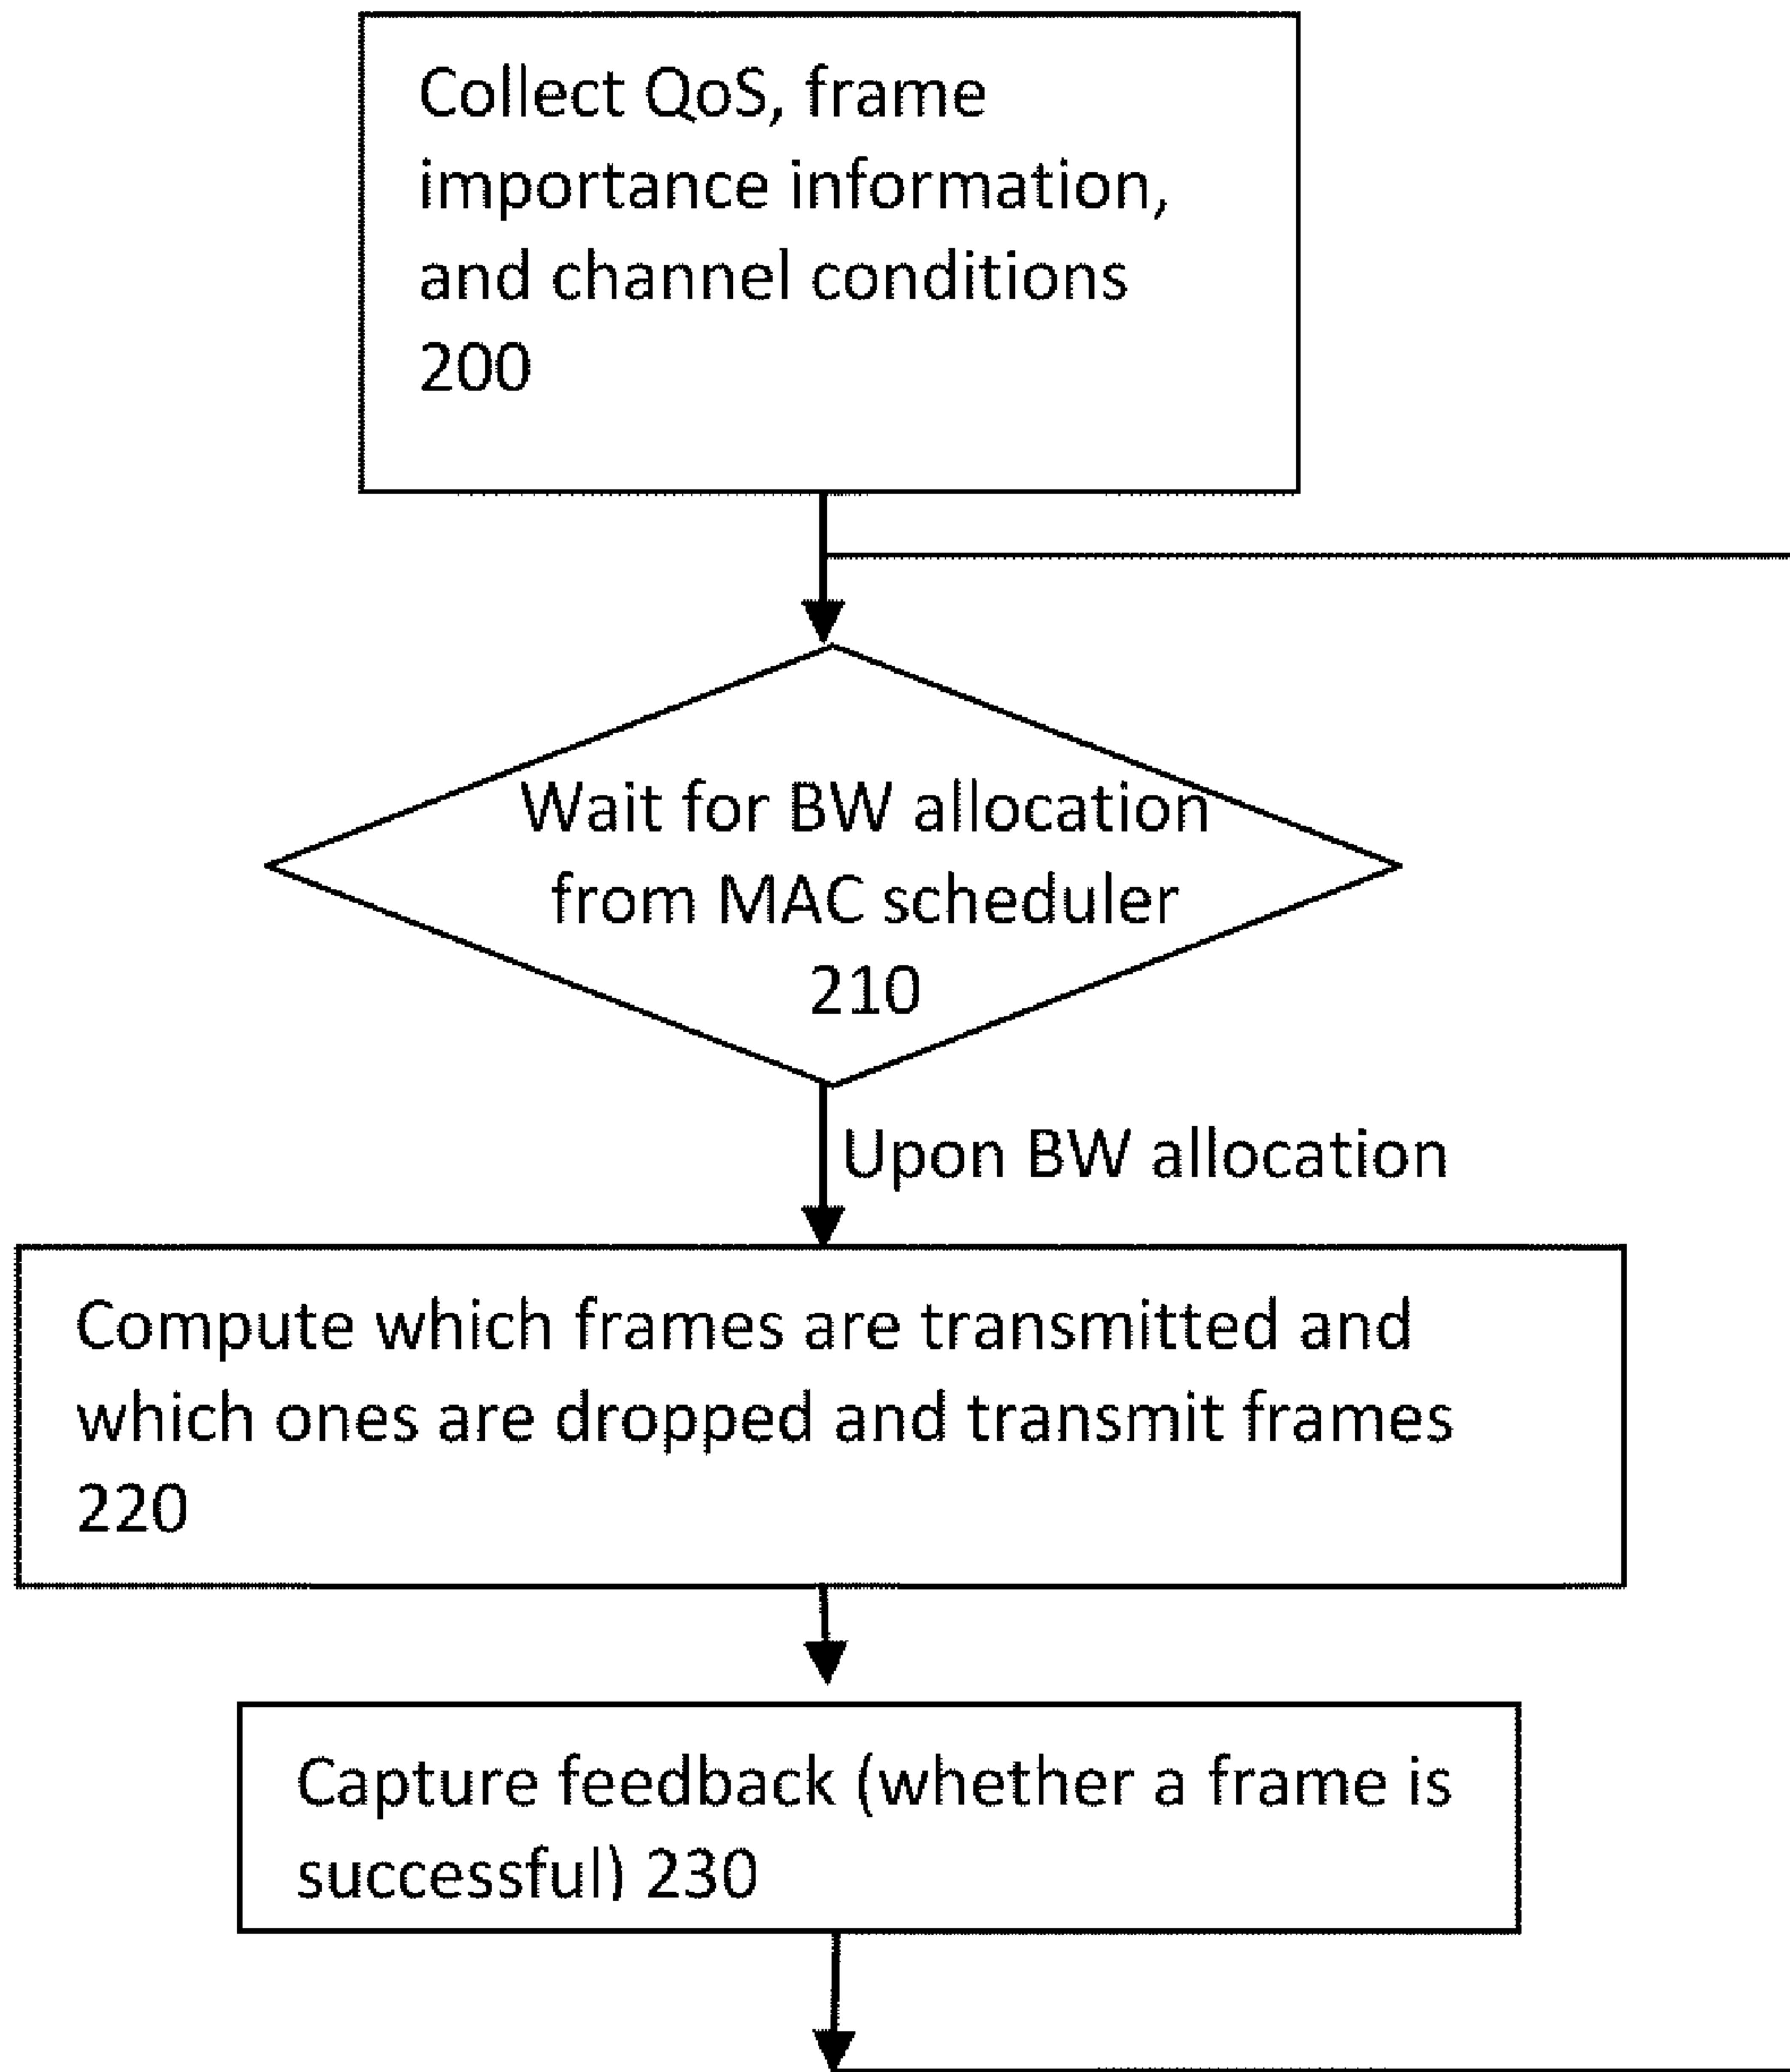 Collect QoS, frame
importance information,
and channel conditions
200
Wait for BW allocation
from MAC scheduler
210
Upon BW allocation
Compute which frames are transmitted and
which ones are dropped and transmit frames
220
Capture feedback (whether a frame is
successful) 230